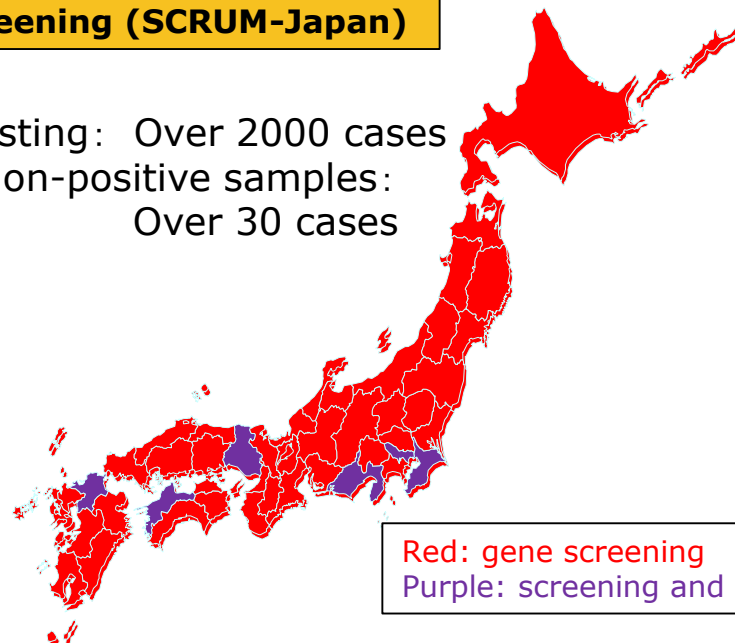 eening (SCRUM-Japan)
sting: Over 2000 cases
on-positive samples:
Over 30 cases
Red: gene screening
Purple: screening and